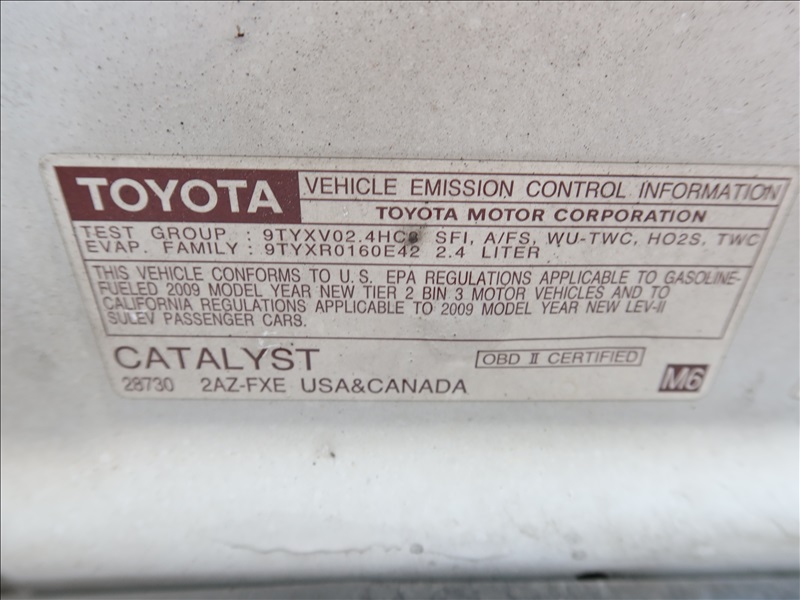 TOYOTA
VEHICLE EMISSION CONTROL INFORMATION
TOYOTA MOTOR CORPORATION
TEST GROUP : SFI, A/FS, WU-TWC, HO2S, TWC
EVAP. FAMILY : 9TYXR0160E42 2.4 LITER
THIS VEHICLE CONFORMS TO U.S. EPA REGULATIONS APPLICABLE TO GASOLINE-
FUELED 2009 MODEL YEAR NEW TIER 2 BIN 3 MOTOR VEHICLES AND TO
CALIFORNIA REGULATIONS APPLICABLE TO 2009 MODEL YEAR NEW LEV-II
SULEV PASSENGER CARS.
CATALYST
OBD II CERTIFIED
28730 2AZ-FXE USA&CANADA
M6